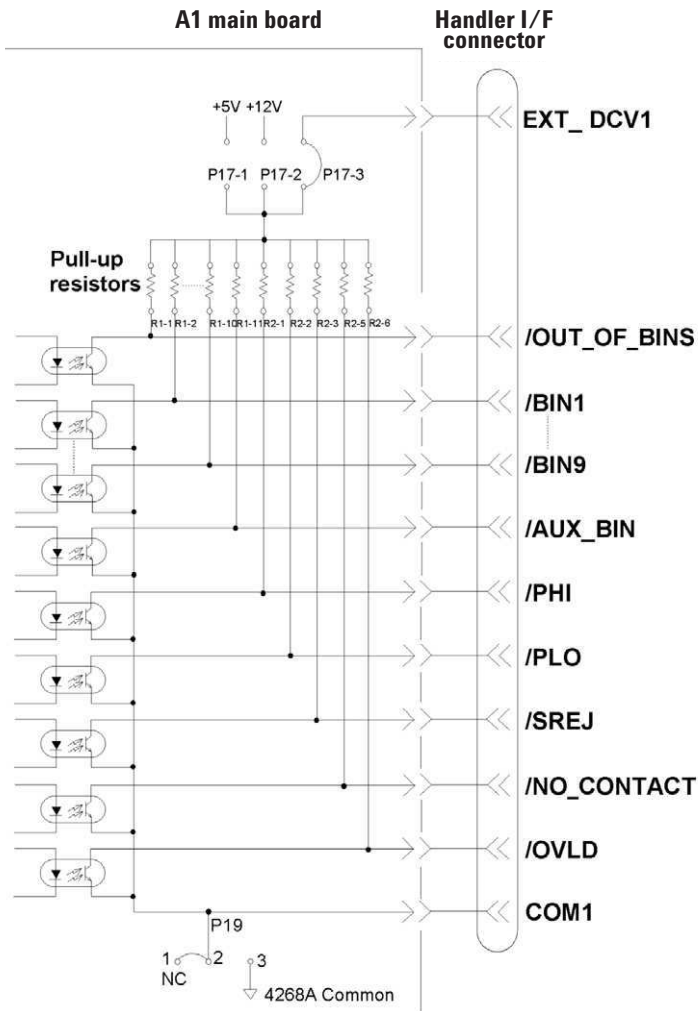 A1 main board
Handler I/F
connector
+5V +12V
EXT_ DCV1
P17-1 P17-2 P17-3
Pull-up
resistors
R1-1 R1-2 R1-10 R1-11 R2-1 R2-2 R2-3 R2-5 R2-6
/OUT_OF_BINS
/BIN1
/BIN9
/AUX_BIN
/PHI
/PLO
/SREJ
/NO_CONTACT
/OVLD
COM1
P19
1 2 3
NC
4268A Common